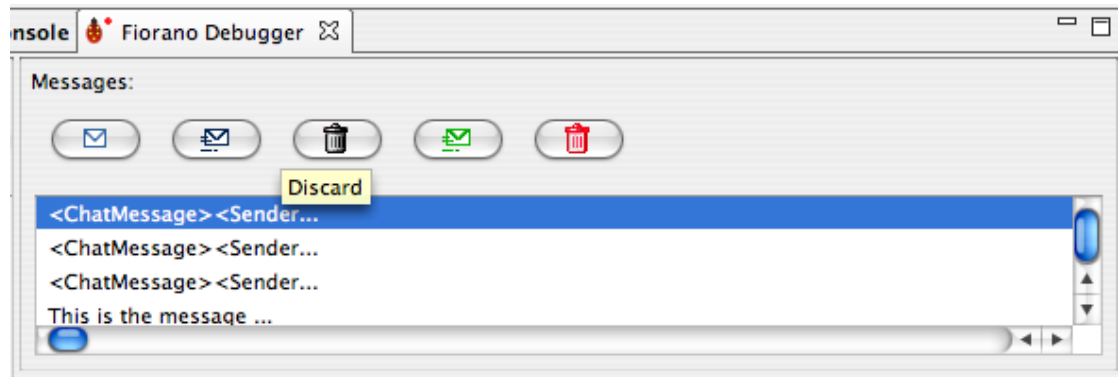 nsole Fiorano Debugger
Messages:
Discard
<ChatMessage><Sender...
<ChatMessage><Sender...
<ChatMessage><Sender...
This is the message ...